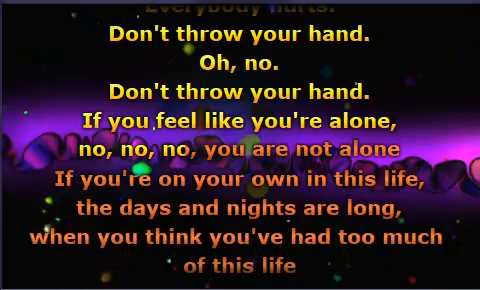 Everybody hurts.
Don't throw your hand.
Oh, no.
Don't throw your hand.
If you feel like you're alone,
no, no, no, you are not alone
If you're on your own in this life,
the days and nights are long,
when you think you've had too much
of this life